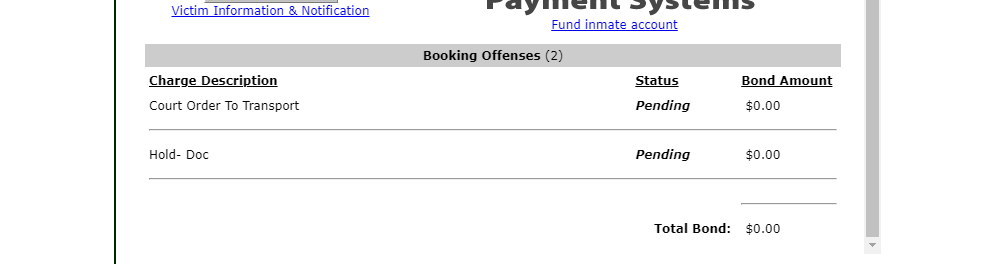 Payment Systems
Victim Information & Notification
Fund inmate account
Booking Offenses (2)
Charge Description Status Bond Amount
Court Order To Transport Pending $0.00
Hold- Doc Pending $0.00
Total Bond: $0.00